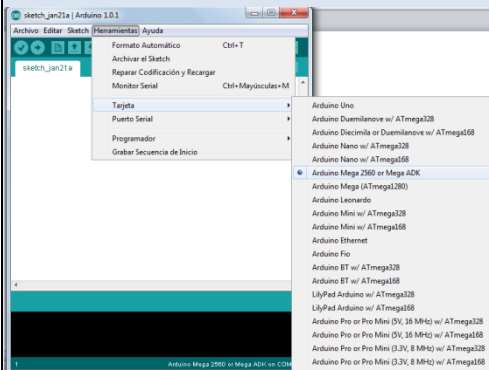 sketch_jan21a | Arduino 1.0.1
Archivo Editar Sketch Herramientas Ayuda
sketch_jan21a
Formato Automático Ctrl+T
Archivar el Sketch
Reparar Codificación y Recargar
Monitor Serial Ctrl+Mayúsculas+M
Tarjeta
Puerto Serial
Programador
Grabar Secuencia de Inicio
Arduino Uno
Arduino Duemilanove w/ ATmega328
Arduino Diecimila or Duemilanove w/ ATmega168
Arduino Nano w/ ATmega328
Arduino Nano w/ ATmega168
Arduino Mega 2560 or Mega ADK
Arduino Mega (ATmega1280)
Arduino Leonardo
Arduino Mini w/ ATmega328
Arduino Mini w/ ATmega168
Arduino Ethernet
Arduino Fio
Arduino BT w/ ATmega328
Arduino BT w/ ATmega168
LilyPad Arduino w/ ATmega328
LilyPad Arduino w/ ATmega168
Arduino Pro or Pro Mini (5V, 16 MHz) w/ ATmega328
Arduino Pro or Pro Mini (5V, 16 MHz) w/ ATmega168
Arduino Pro or Pro Mini (3.3V, 8 MHz) w/ ATmega328
Arduino Pro or Pro Mini (3.3V, 8 MHz) w/ ATmega168
1 Arduino Mega 2560 or Mega ADK on COM